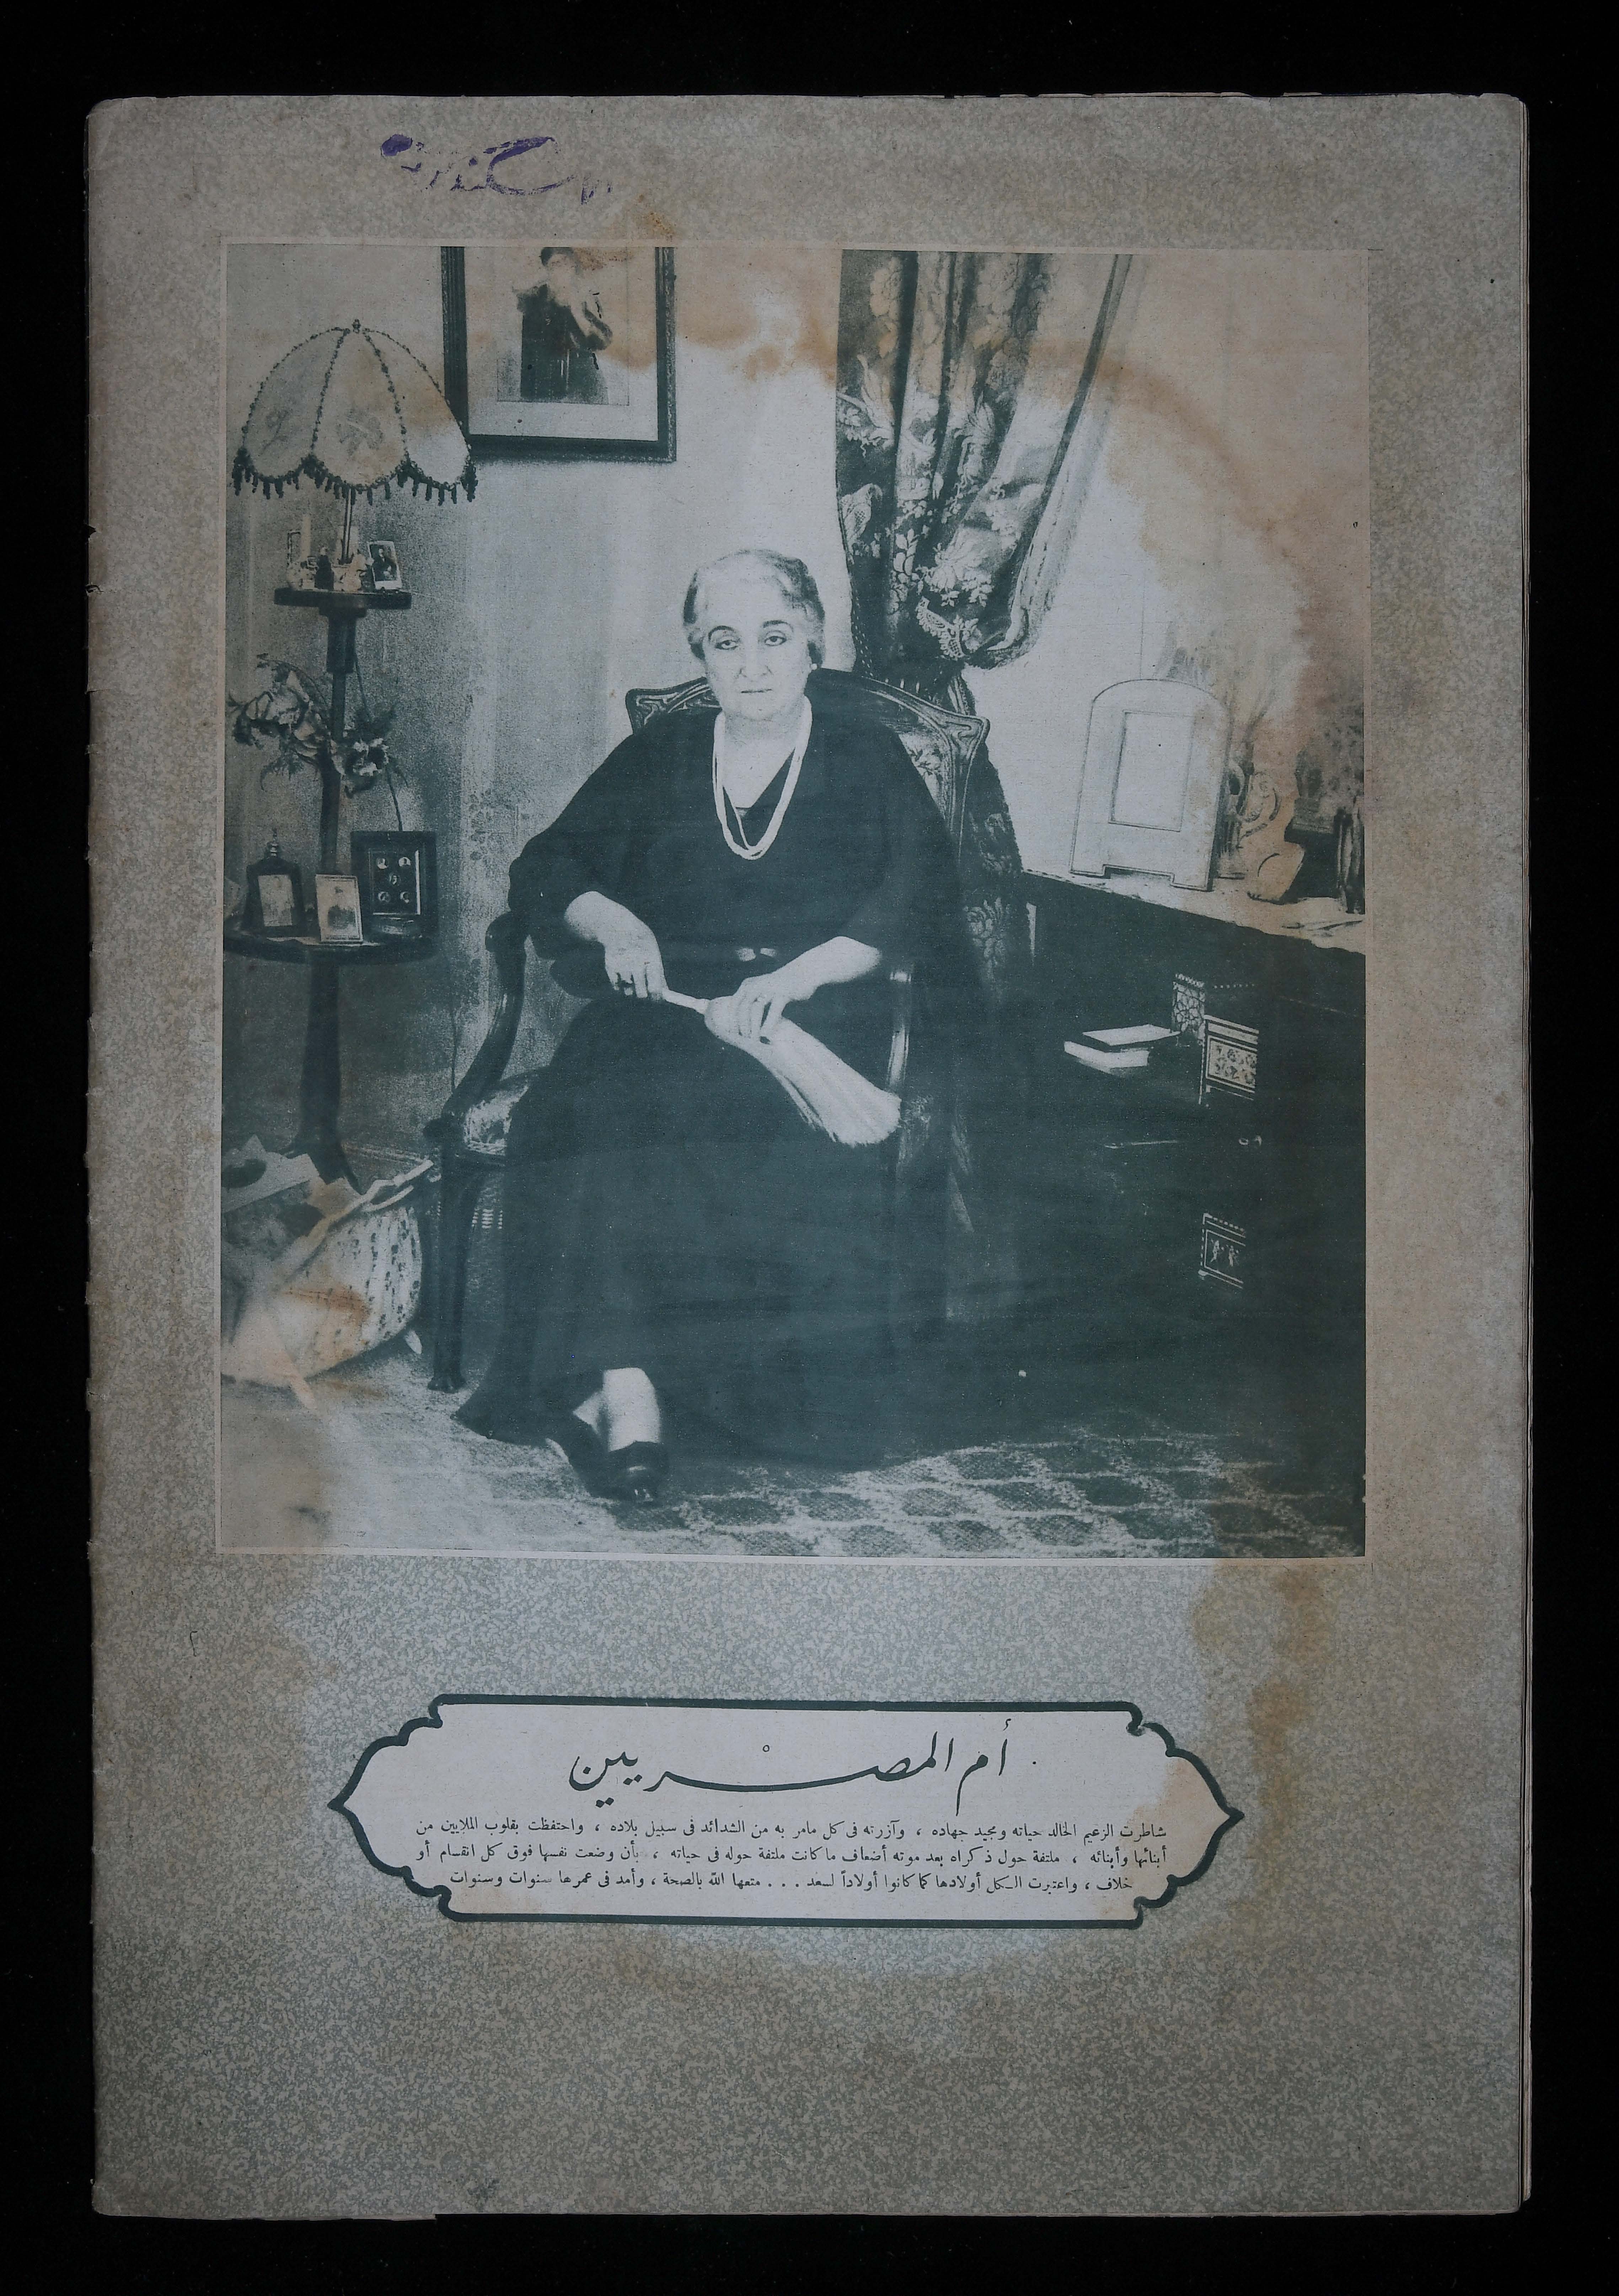 الاسكندرية
أم المصريين
شاطرت الزعيم الخالد حياته ومجيد جهاده ، وآزرته فى كل مامر به من الشدائد فى سبيل بلاده ، واحتفظت بقلوب الملايين من
أبنائها وأبنائه ، ملتفة حول ذكراه بعد موته أضعاف ما كانت ملتفة حوله فى حياته ، بأن وضعت نفسها فوق كل انقسام أو
خلاف ، واعتبرت الكل أولادها كما كانوا أولاداً لسعد . . . متعها الله بالصحة ، وأمد فى عمرها سنوات وسنوات